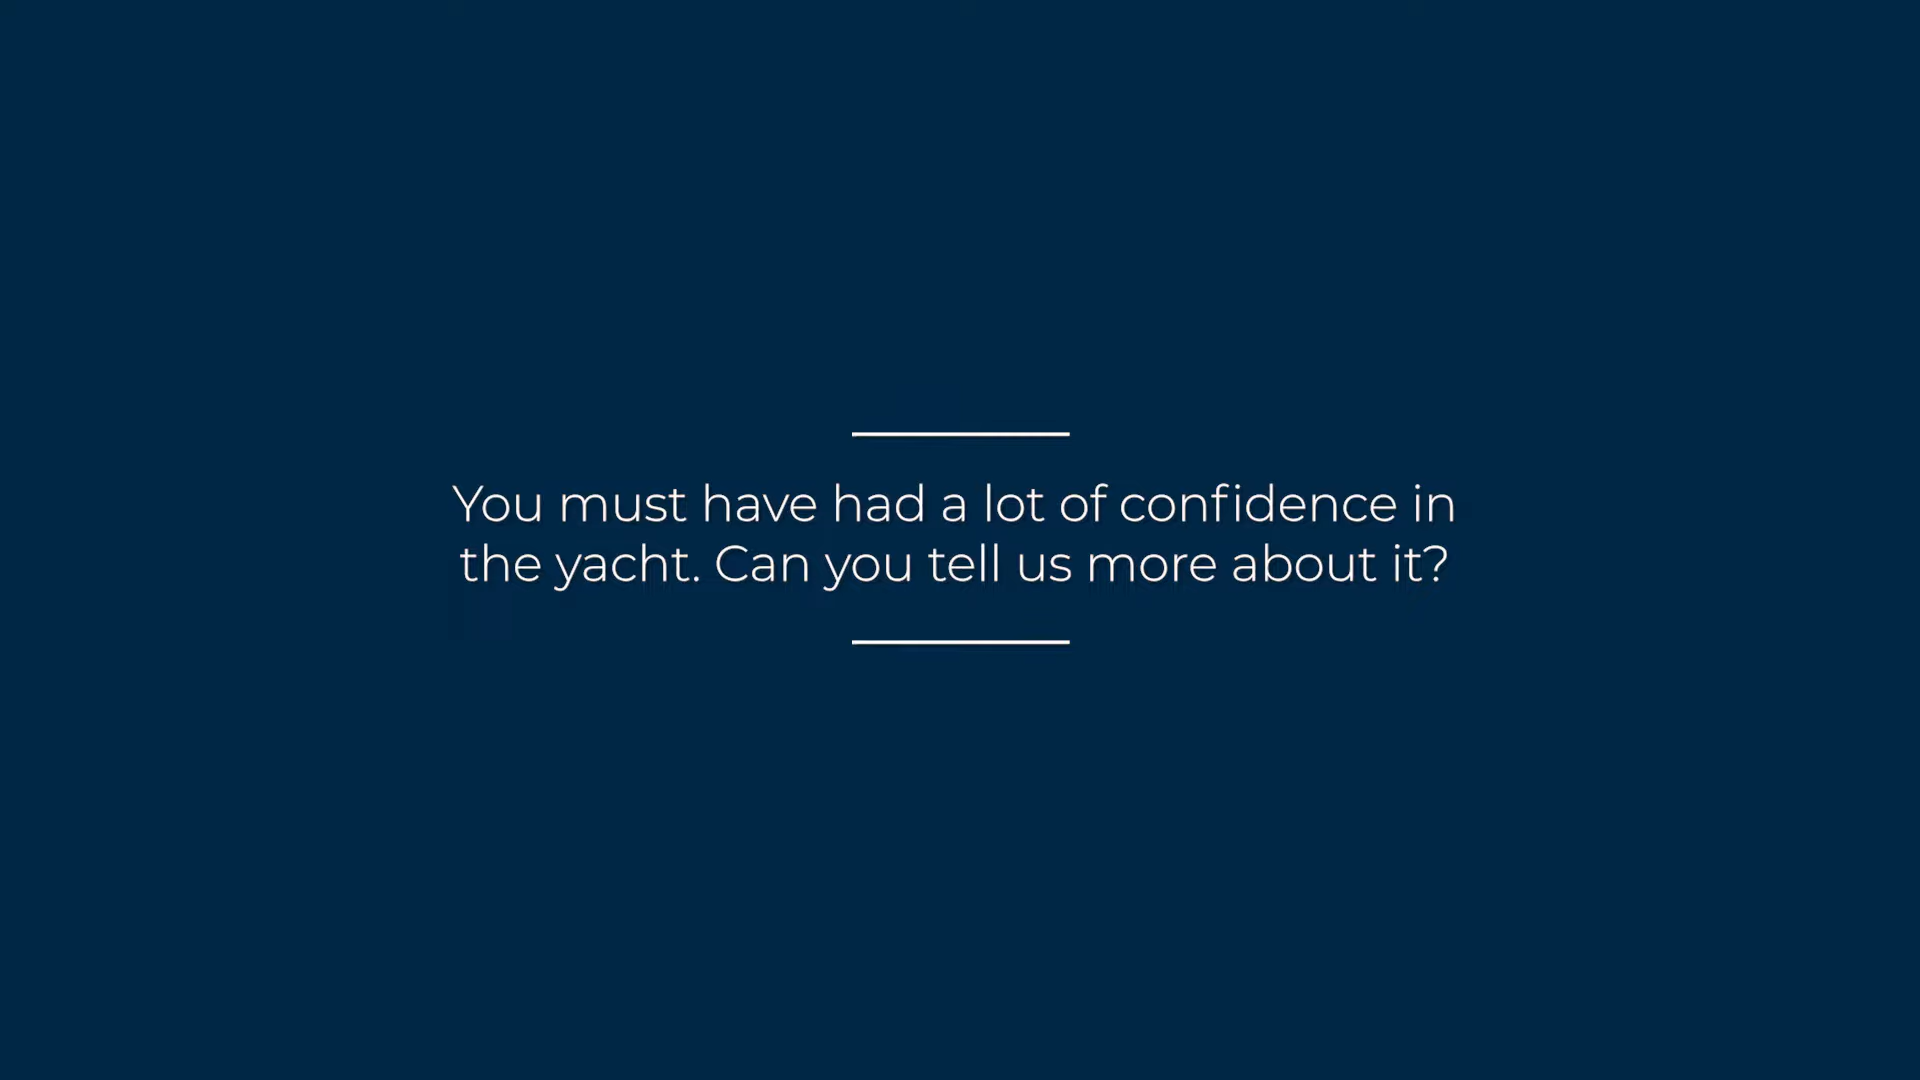 You must have had a lot of confidence in
the yacht. Can you tell us more about it?